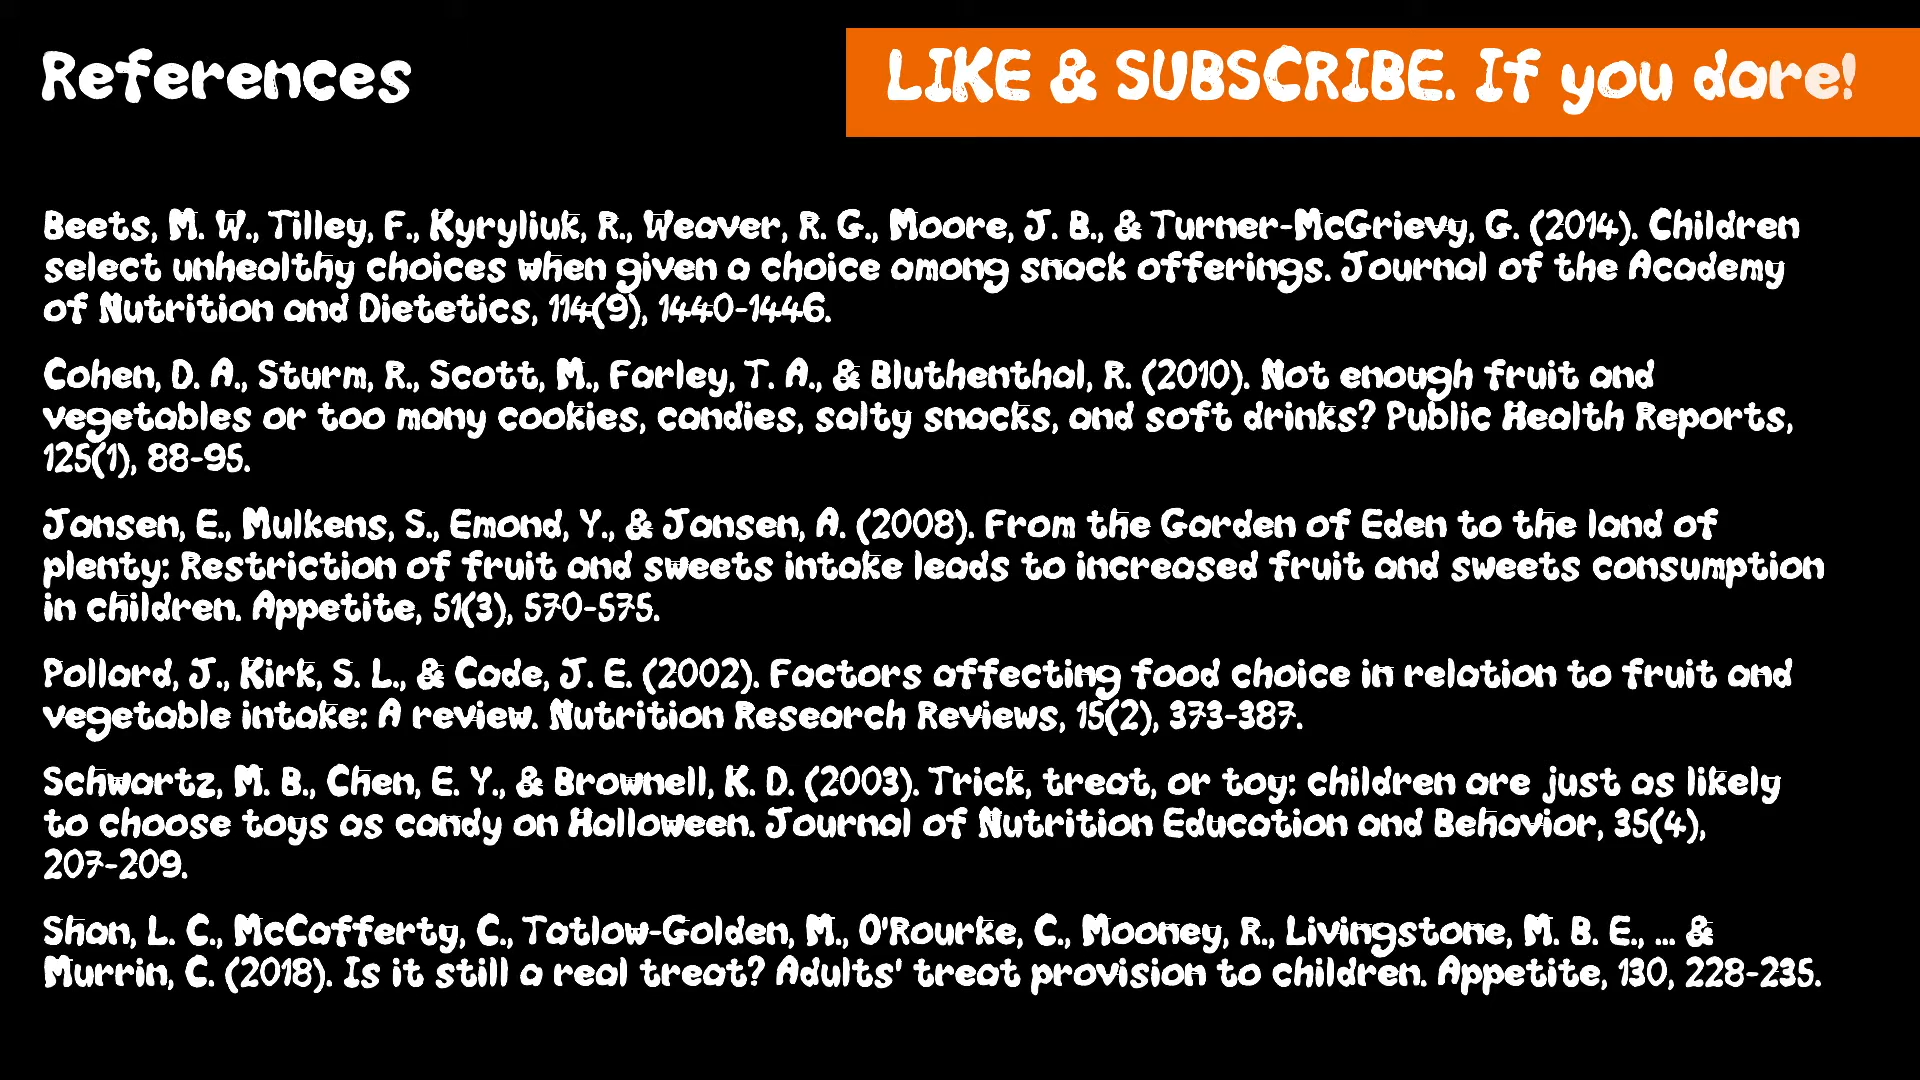 References
LIKE & SUBSCRIBE. If you dare!
Beets, M. W., Tilley, F., Kyryliuk, R., Weaver, R. G., Moore, J. B., & Turner-McGrievy, G. (2014). Children
select unhealthy choices when given a choice among snack offerings. Journal of the Academy
of Nutrition and Dietetics, 114(9), 1440-1446.
Cohen, D. A., Sturm, R., Scott, M., Farley, T. A., & Bluthenthal, R. (2010). Not enough fruit and
vegetables or too many cookies, candies, salty snacks, and soft drinks? Public Health Reports,
125(1), 88-95.
Jansen, E., Mulkens, S., Emond, Y., & Jansen, A. (2008). From the Garden of Eden to the land of
plenty: Restriction of fruit and sweets intake leads to increased fruit and sweets consumption
in children. Appetite, 51(3), 570-575.
Pollard, J., Kirk, S. L., & Cade, J. E. (2002). Factors affecting food choice in relation to fruit and
vegetable intake: A review. Nutrition Research Reviews, 15(2), 373-387.
Schwartz, M. B., Chen, E. Y., & Brownell, K. D. (2003). Trick, treat, or toy: children are just as likely
to choose toys as candy on Halloween. Journal of Nutrition Education and Behavior, 35(4),
207-209.
Shan, L. C., McCafferty, C., Tatlow-Golden, M., O'Rourke, C., Mooney, R., Livingstone, M. B. E., ... &
Murrin, C. (2018). Is it still a real treat? Adults' treat provision to children. Appetite, 130, 228-235.